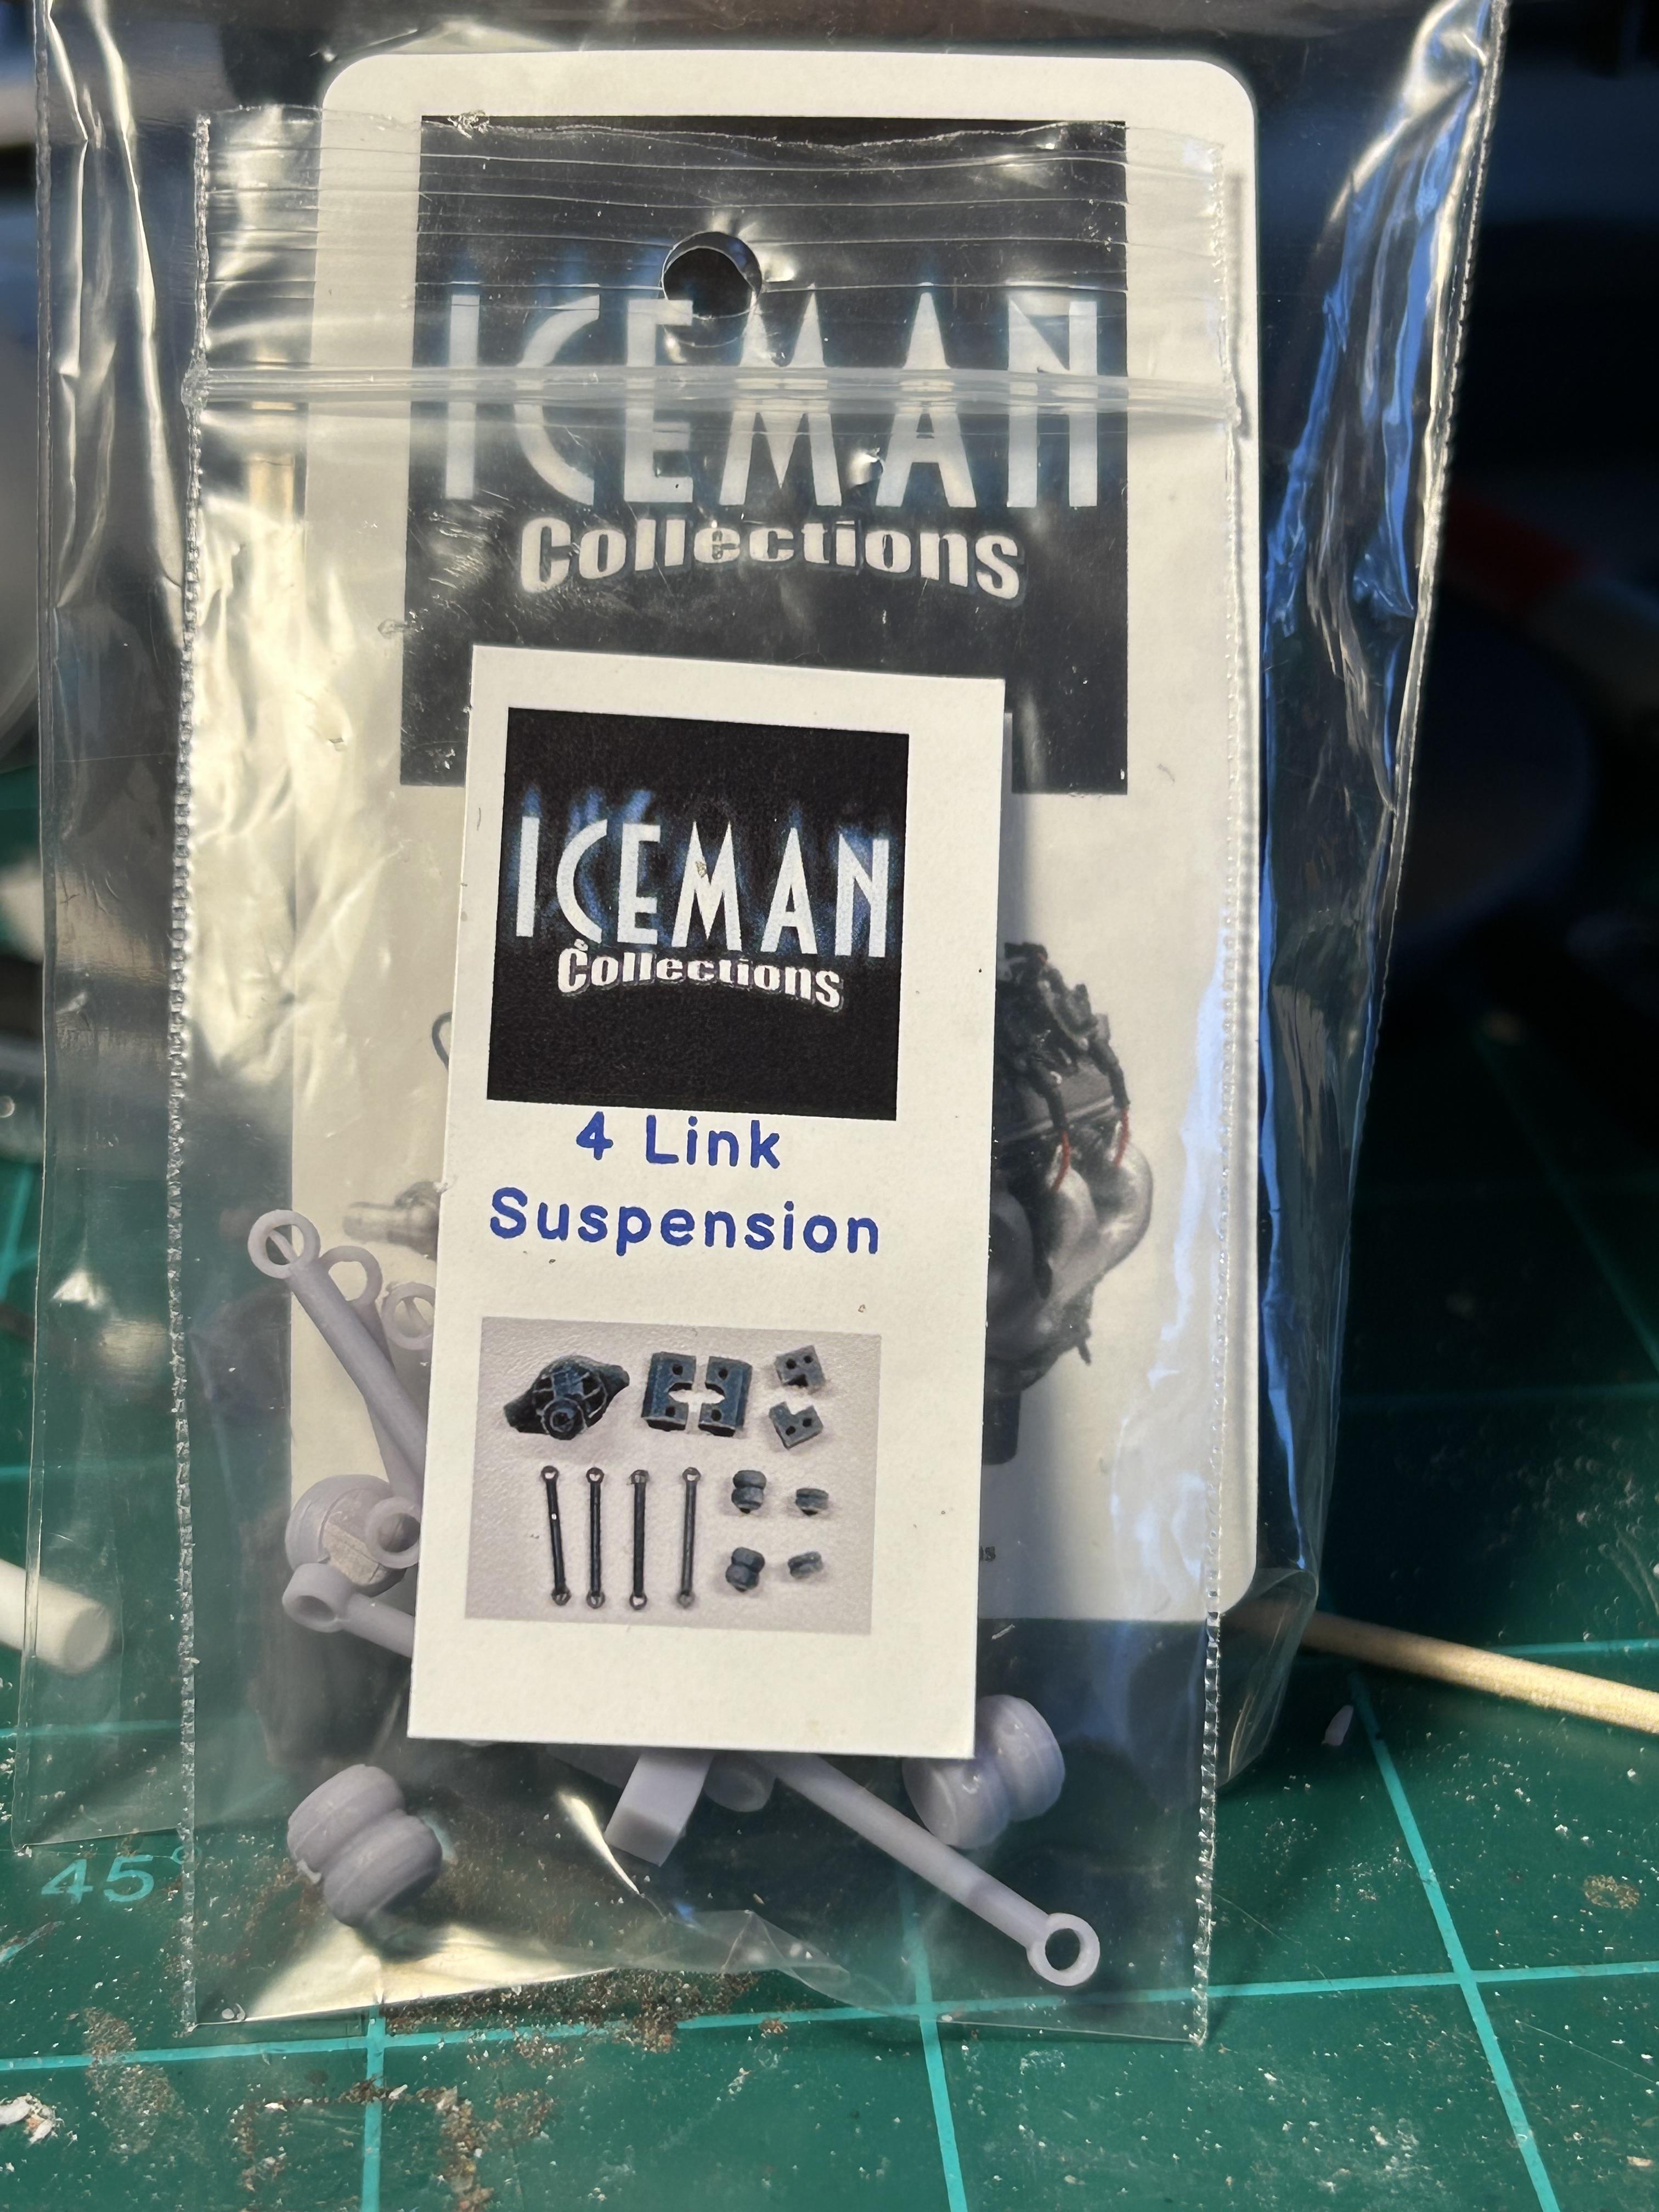 ICEMAN
Collections
ICEMAN
Collections
4 Link
Suspension
45°